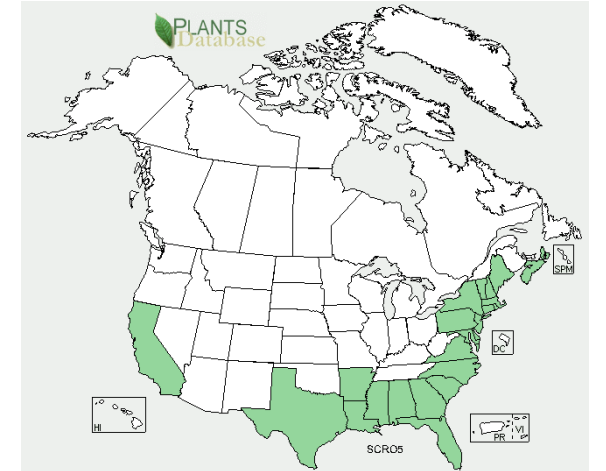 PLANTS
Database
SPM
DC
HI
PR
VI
SCRO5